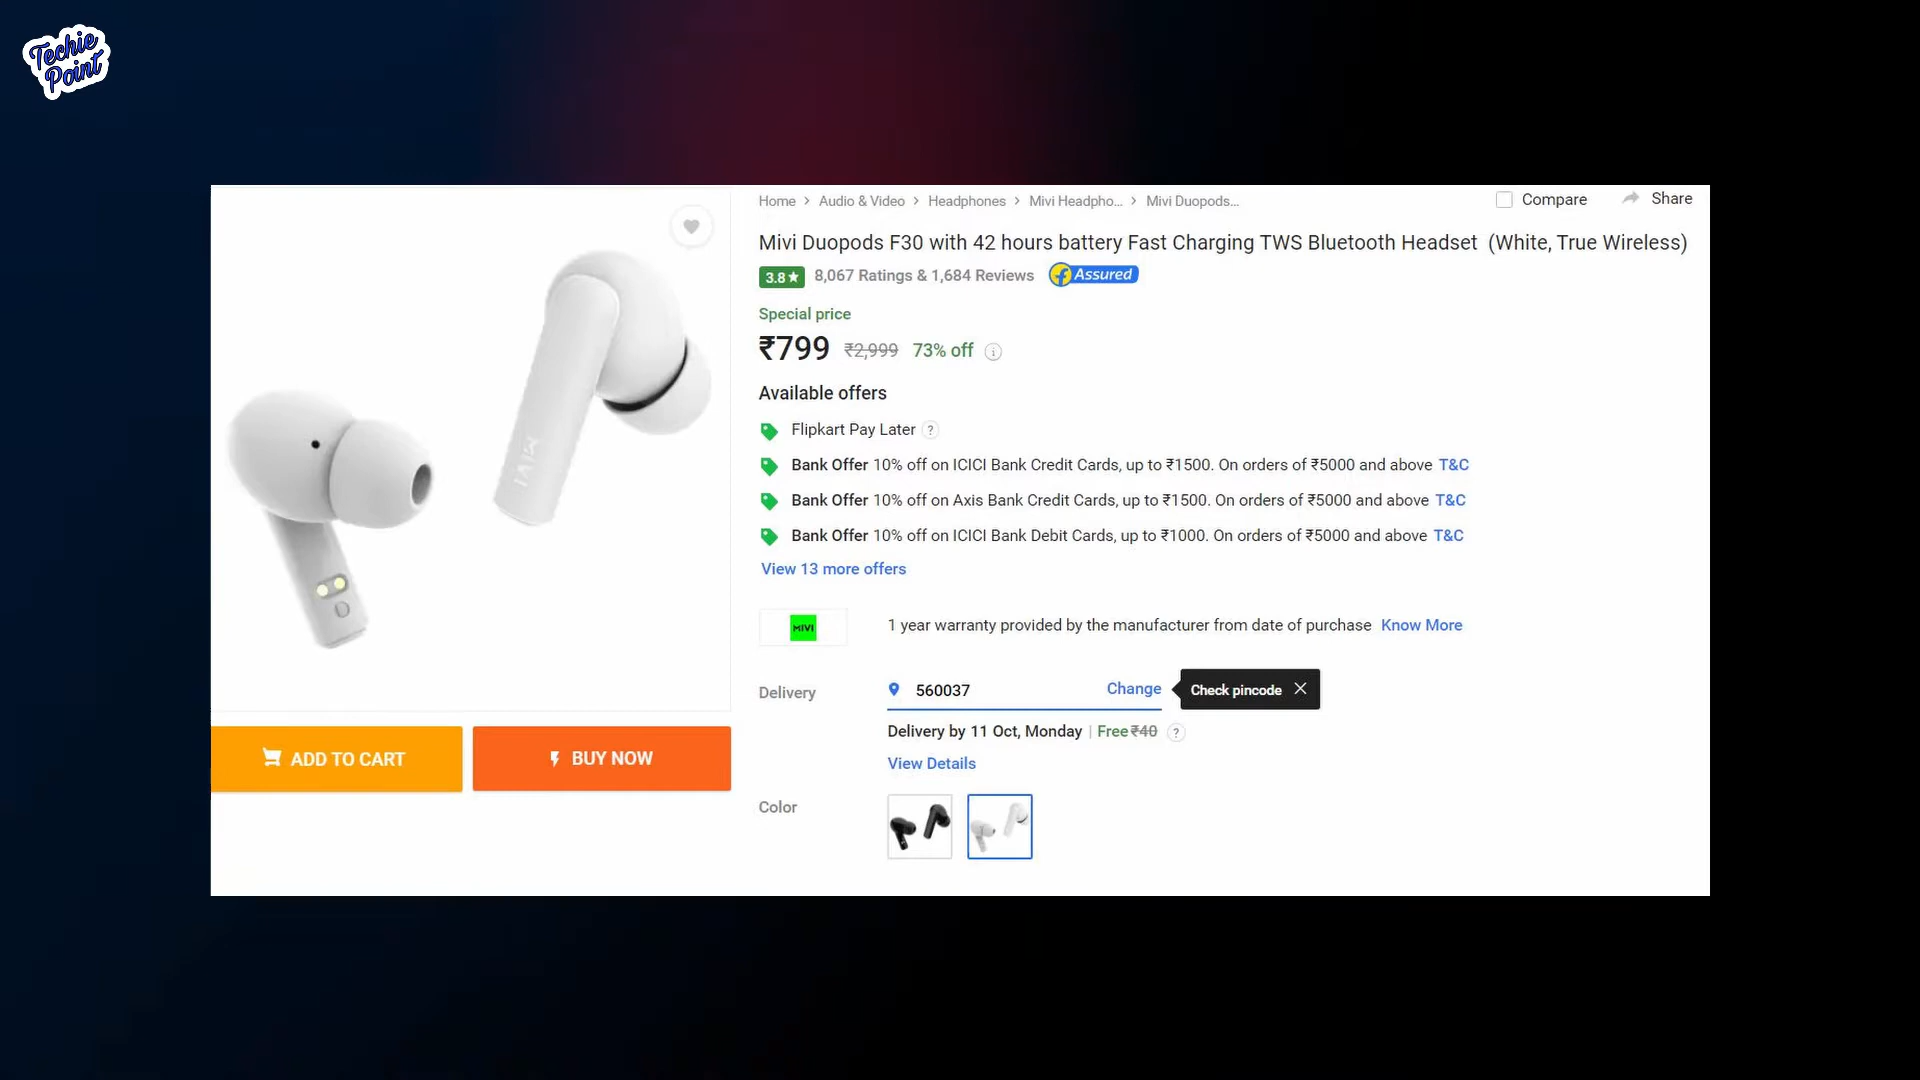 Techie
Point
Home > Audio & Video > Headphones > Mivi Headpho... > Mivi Duopods...
Compare
Share
Mivi Duopods F30 with 42 hours battery Fast Charging TWS Bluetooth Headset (White, True Wireless)
3.8★ 8,067 Ratings & 1,684 Reviews f Assured
Special price
₹799 ₹2,999 73% off i
Available offers
Flipkart Pay Later ?
Bank Offer 10% off on ICICI Bank Credit Cards, up to ₹1500. On orders of ₹5000 and above T&C
Bank Offer 10% off on Axis Bank Credit Cards, up to ₹1500. On orders of ₹5000 and above T&C
Bank Offer 10% off on ICICI Bank Debit Cards, up to ₹1000. On orders of ₹5000 and above T&C
View 13 more offers
MIVI
MIVI 1 year warranty provided by the manufacturer from date of purchase Know More
Delivery 560037 Change Check pincode
Delivery by 11 Oct, Monday | Free ₹40 ?
View Details
ADD TO CART
BUY NOW
Color